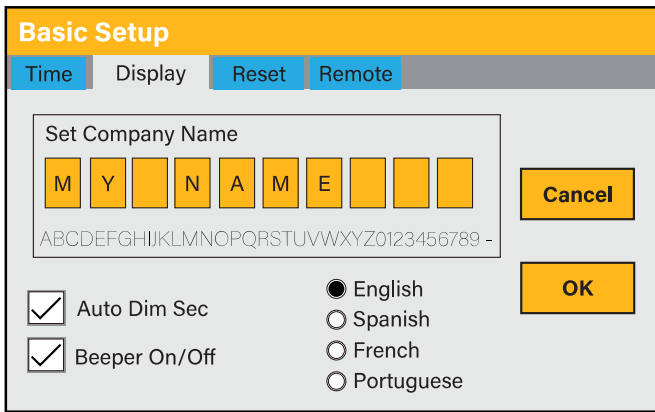 Basic Setup
Time Display Reset Remote
Set Company Name
M Y N A M E
ABCDEFGHIJKLMNOPQRSTUVWXYZ0123456789 -
Cancel
OK
Auto Dim Sec
Beeper On/Off
English
Spanish
French
Portuguese